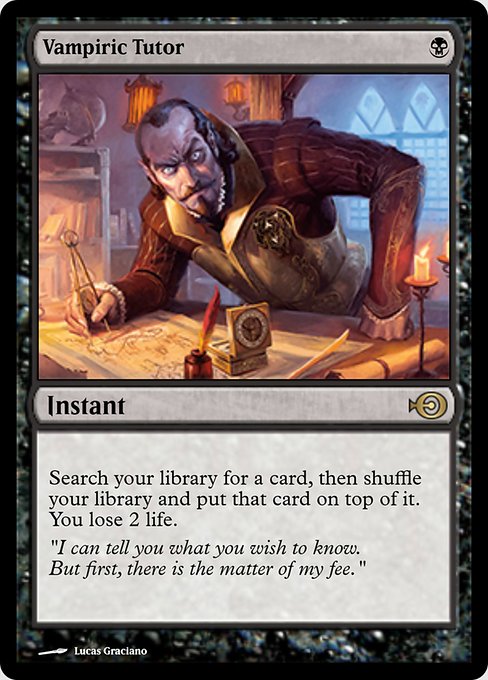 Vampiric Tutor
Instant
Search your library for a card, then shuffle
your library and put that card on top of it.
You lose 2 life.
"I can tell you what you wish to know.
But first, there is the matter of my fee."
Lucas Graciano